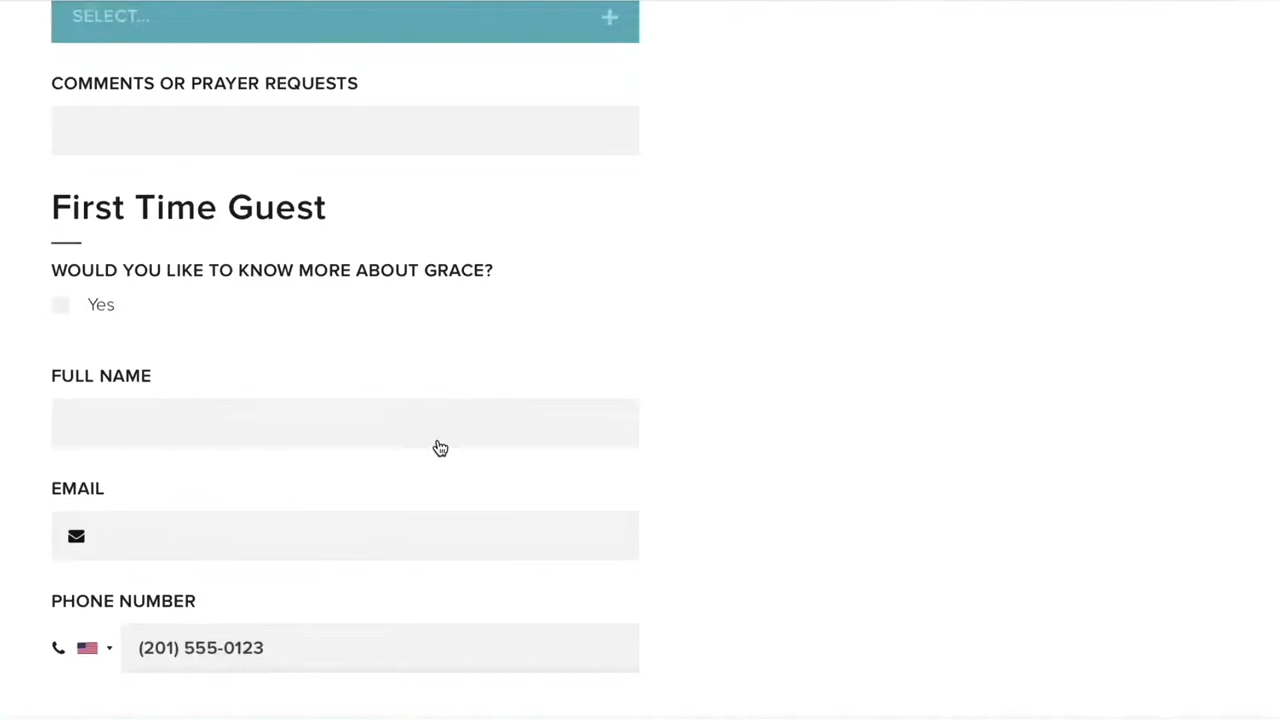 SELECT...
COMMENTS OR PRAYER REQUESTS
First Time Guest
WOULD YOU LIKE TO KNOW MORE ABOUT GRACE?
Yes
FULL NAME
EMAIL
PHONE NUMBER
(201) 555-0123